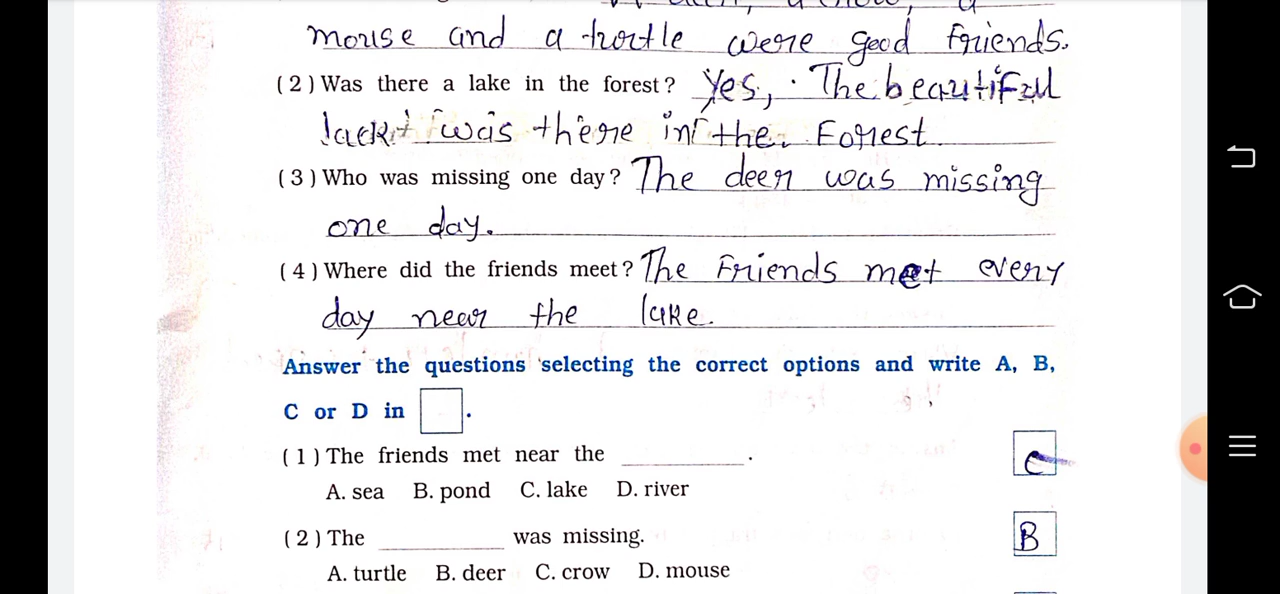 mouse and a turtle were good friends.
(2) Was there a lake in the forest? Yes, The beautiful
was there in the Forest.
(3) Who was missing one day? The deer was missing
one day.
(4) Where did the friends meet? The Friends met every
day near the lake.
Answer the questions selecting the correct options and write A, B,
C or D in .
(1) The friends met near the ________. C
A. sea B. pond C. lake D. river
(2) The ________ was missing. B
A. turtle B. deer C. crow D. mouse